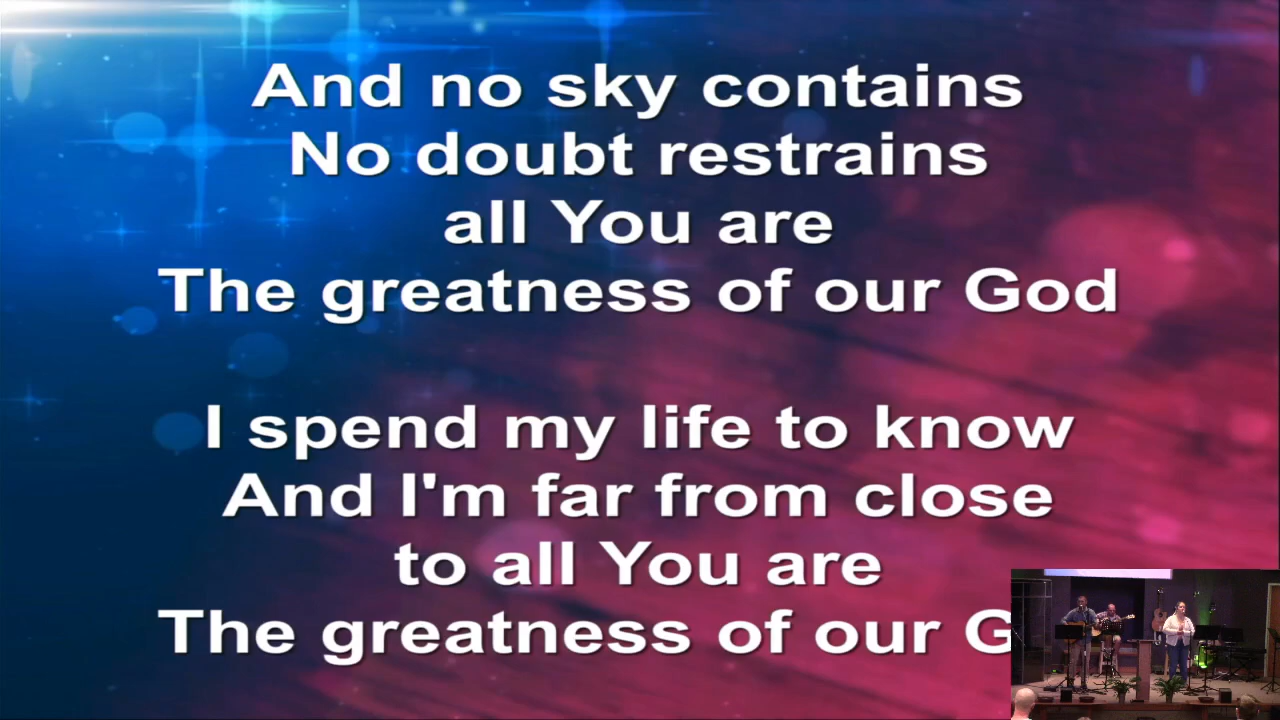 And no sky contains
No doubt restrains
all You are
The greatness of our God
I spend my life to know
And I'm far from close
to all You are
The greatness of our G